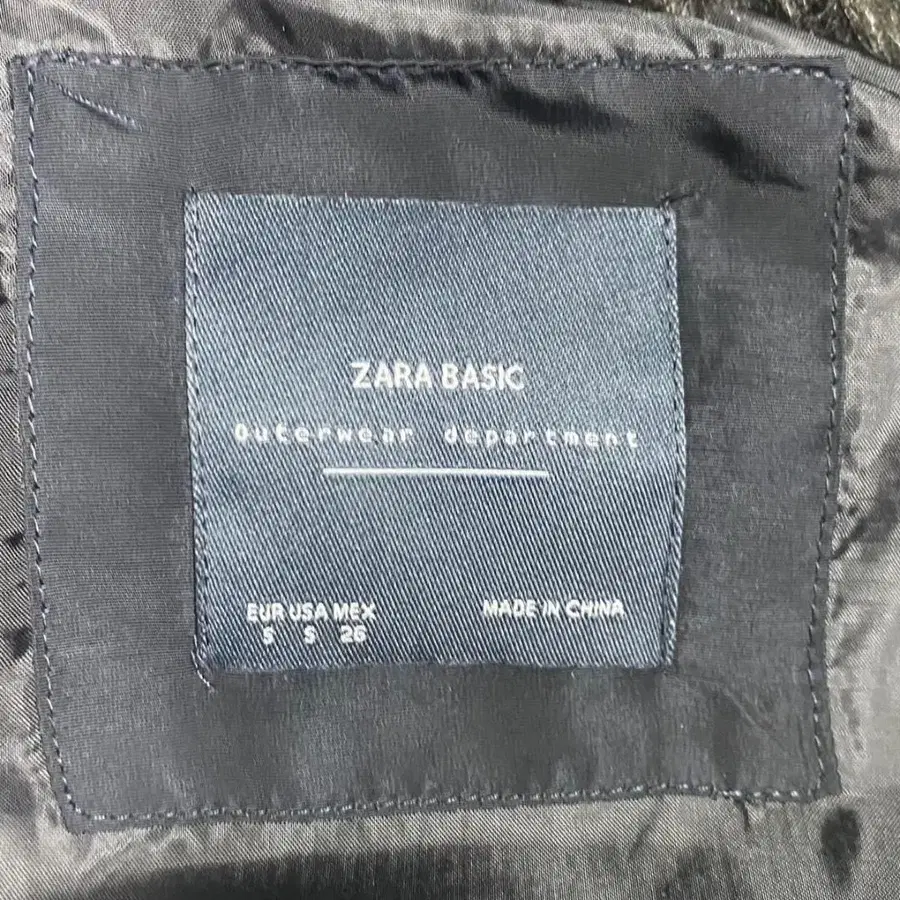 ZARA BASIC
Outerwear department
EUR USA MEX
S S 26
MADE IN CHINA